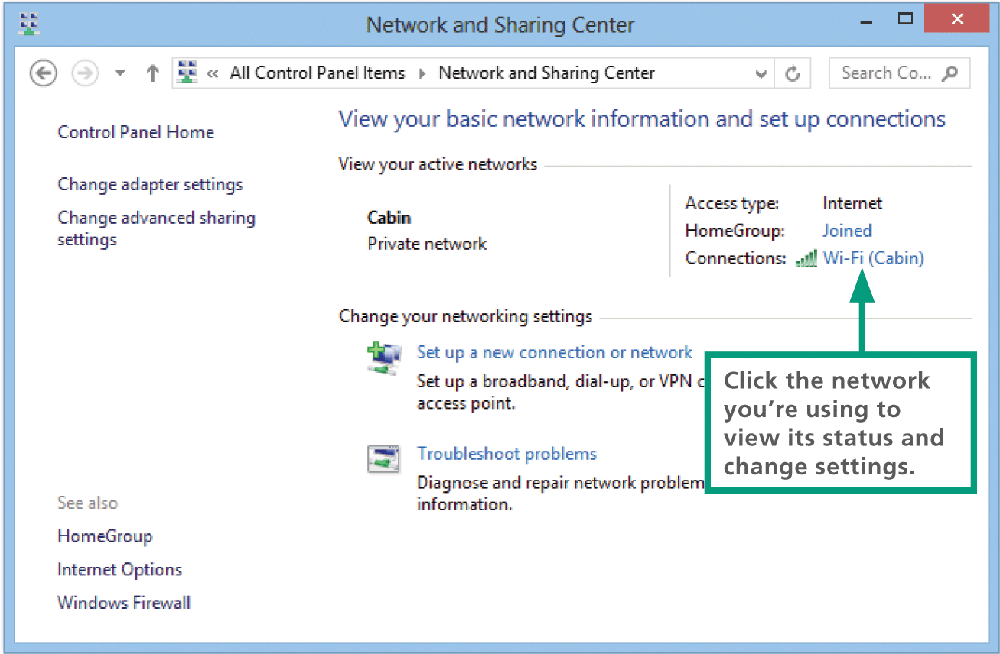 Network and Sharing Center
« All Control Panel Items Network and Sharing Center
Search Co...
Control Panel Home
Change adapter settings
Change advanced sharing
settings
View your basic network information and set up connections
View your active networks
Cabin
Private network
Access type: Internet
HomeGroup: Joined
Connections: Wi-Fi (Cabin)
Change your networking settings
Set up a new connection or network
Set up a broadband, dial-up, or VPN
access point.
Troubleshoot problems
Diagnose and repair network
information.
Click the network
you’re using to
view its status and
change settings.
See also
HomeGroup
Internet Options
Windows Firewall